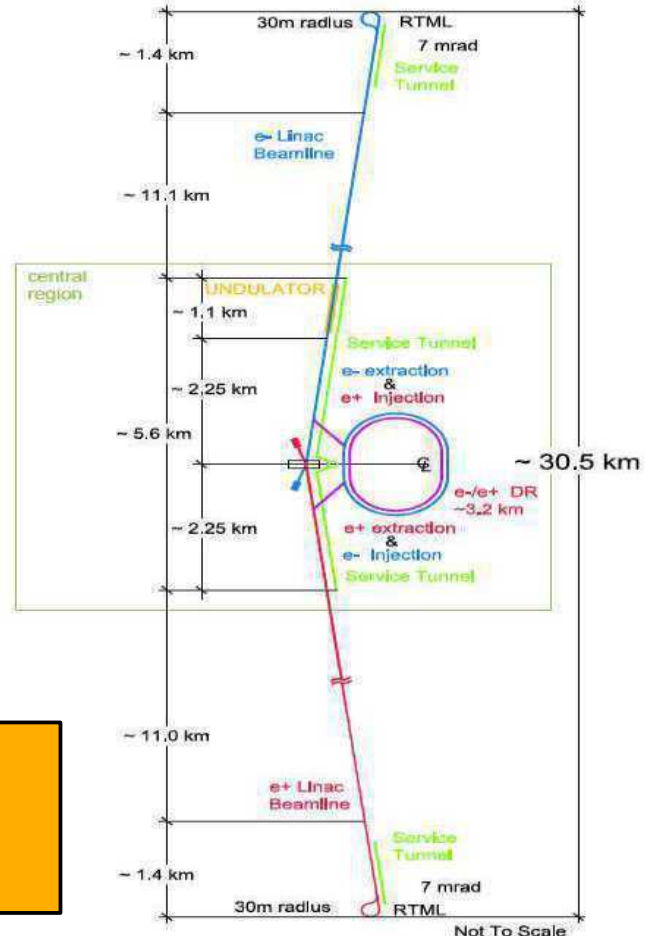 30m radius
RTML
7 mrad
~ 1.4 km
Service
Tunnel
e- Linac
Beamline
~ 11.1 km
central
region
UNDULATOR
~ 1.1 km
Service Tunnel
e- extraction
&
e+ Injection
~ 2.25 km
~ 5.6 km
~ 30.5 km
e-/e+ DR
~3.2 km
~ 2.25 km
e+ extraction
&
e- Injection
Service Tunnel
~ 11.0 km
e+ Linac
Beamline
Service
Tunnel
~ 1.4 km
7 mrad
30m radius
RTML
Not To Scale